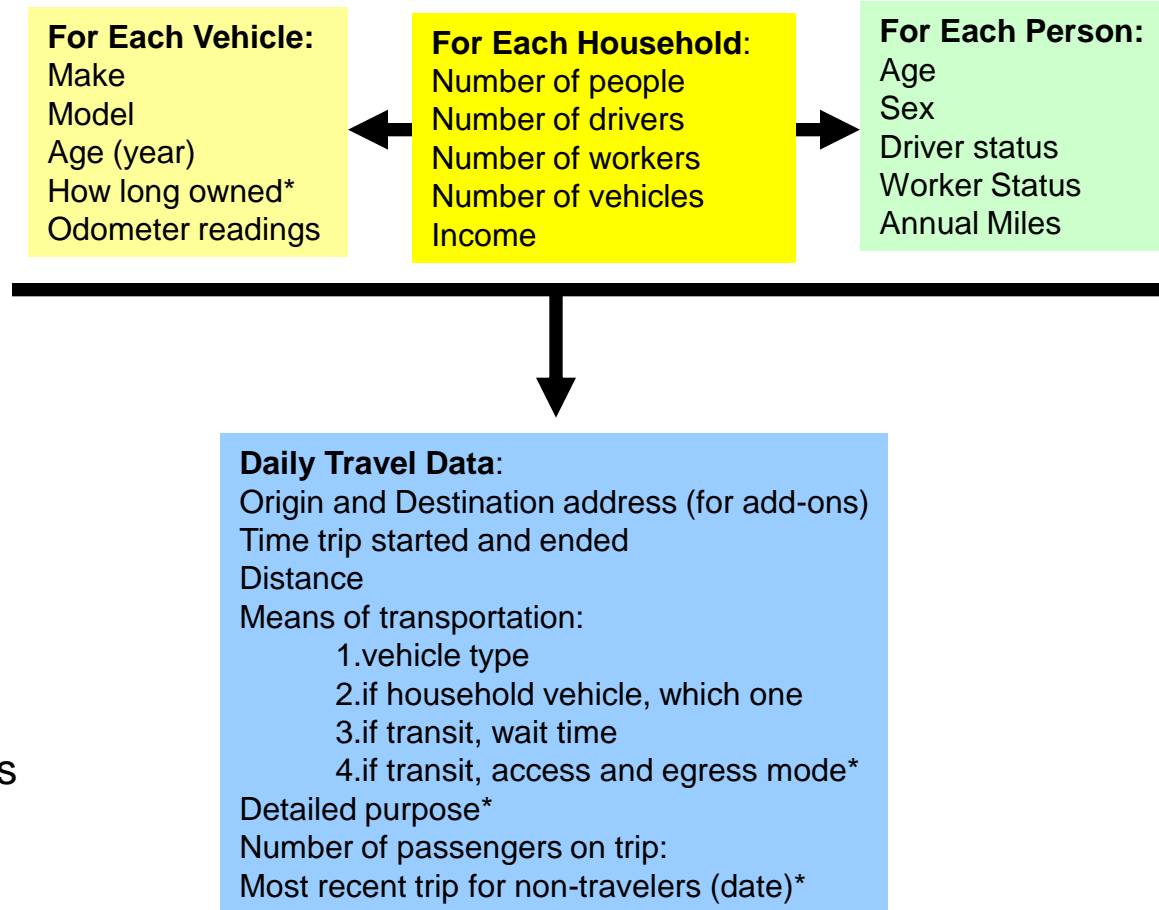 For Each Vehicle:
Make
Model
Age (year)
How long owned*
Odometer readings
For Each Household:
Number of people
Number of drivers
Number of workers
Number of vehicles
Income
For Each Person:
Age
Sex
Driver status
Worker Status
Annual Miles
Daily Travel Data:
Origin and Destination address (for add-ons)
Time trip started and ended
Distance
Means of transportation:
1.vehicle type
2.if household vehicle, which one
3.if transit, wait time
4.if transit, access and egress mode*
Detailed purpose*
Number of passengers on trip:
Most recent trip for non-travelers (date)*
s